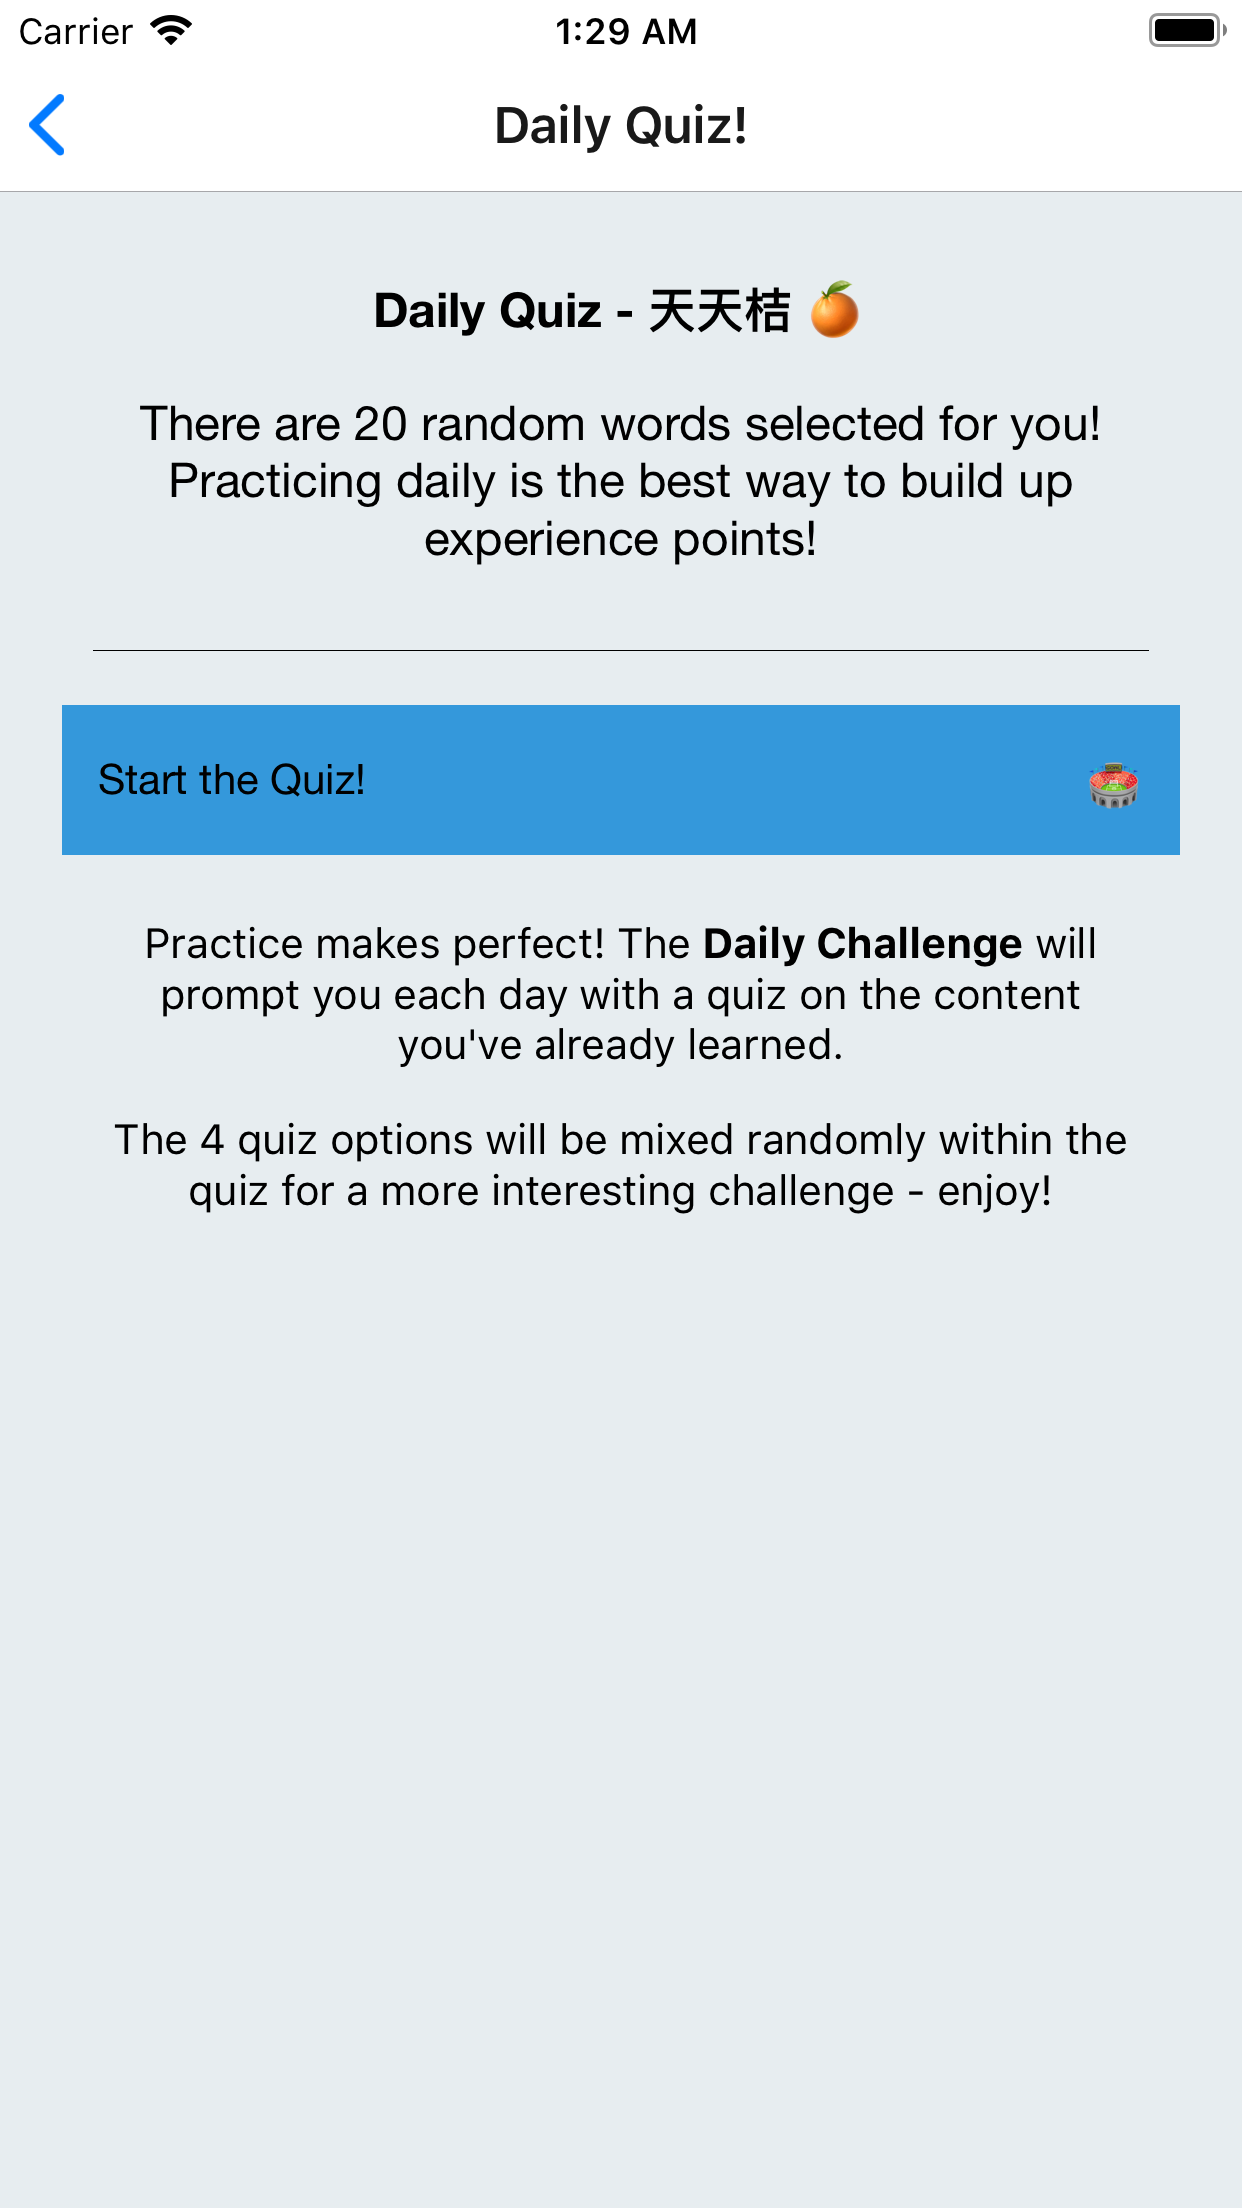 Carrier
1:29 AM
Daily Quiz!
Daily Quiz - 天天桔 🍊
There are 20 random words selected for you!
Practicing daily is the best way to build up
experience points!
Start the Quiz!
Practice makes perfect! The Daily Challenge will
prompt you each day with a quiz on the content
you've already learned.
The 4 quiz options will be mixed randomly within the
quiz for a more interesting challenge - enjoy!